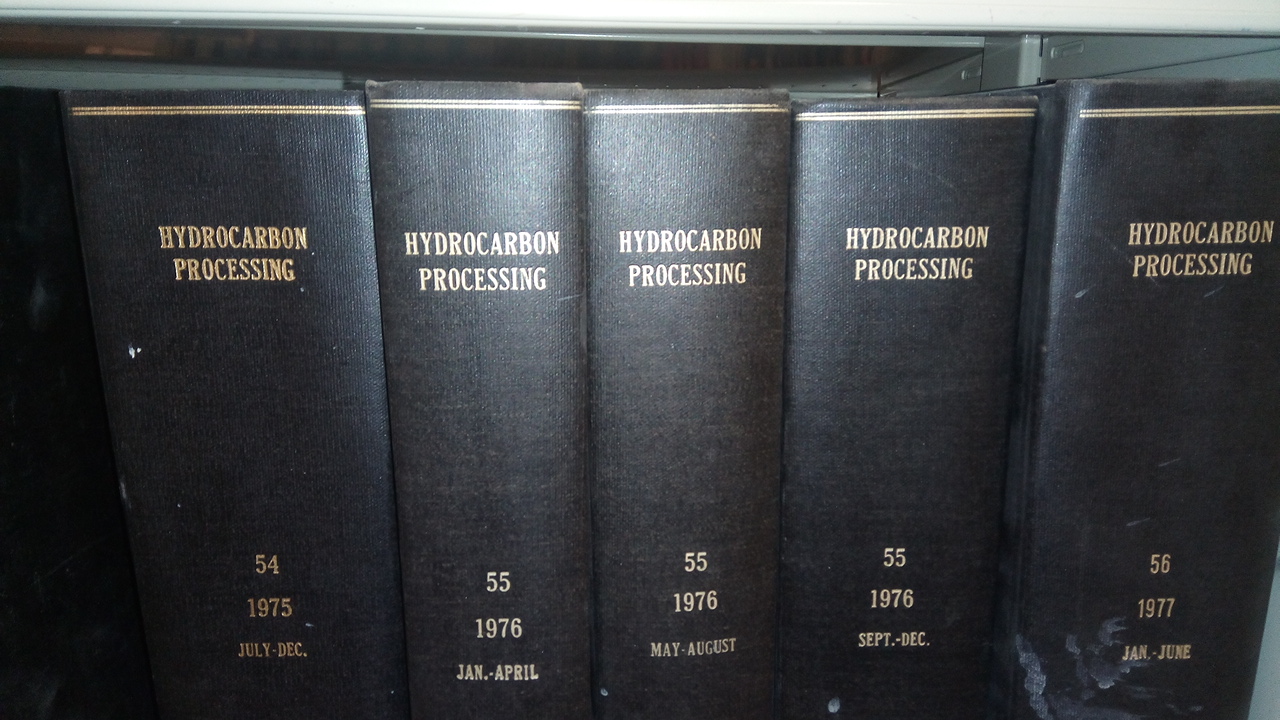 HYDROCARBON
PROCESSING
54
1975
JULY-DEC.
HYDROCARBON
PROCESSING
55
1976
JAN.-APRIL
HYDROCARBON
PROCESSING
55
1976
MAY-AUGUST
HYDROCARBON
PROCESSING
55
1976
SEPT.-DEC.
HYDROCARBON
PROCESSING
56
1977
JAN.-JUNE